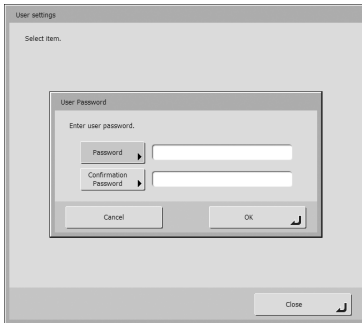 User settings
Select item.
User Password
Enter user password.
Password
Confirmation
Password
Cancel
OK
Close